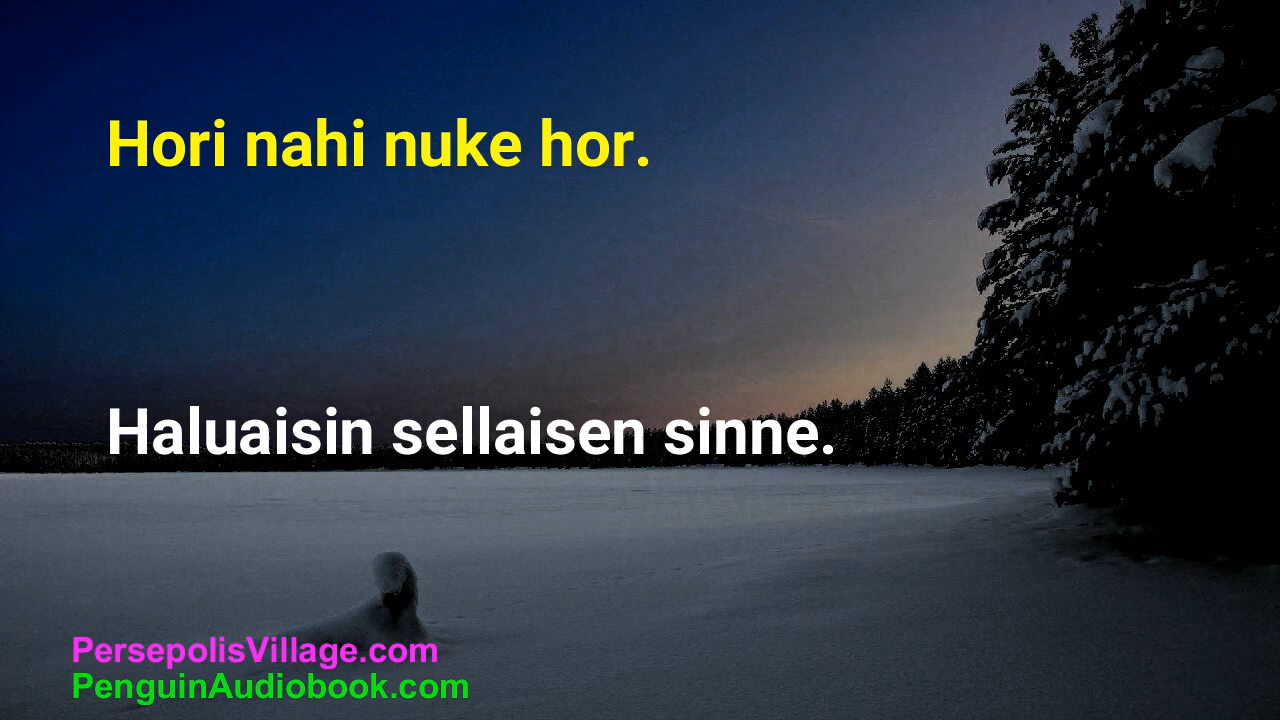 Hori nahi nuke hor.
Haluaisin sellaisen sinne.
PersepolisVillage.com
PenguinAudiobook.com